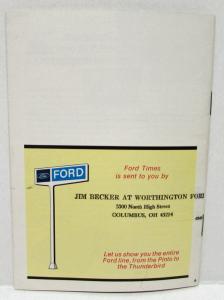 FORD
Ford Times
is sent to you by
JIM BECKER AT WORTHINGTON FORD
5500 North High Street
COLUMBUS, OH 43214
Let us show you the entire
Ford line, from the Pinto to
the Thunderbird